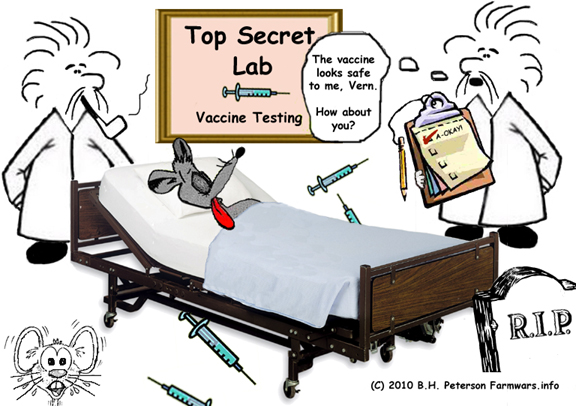 Top Secret
Lab
Vaccine Testing
The vaccine
looks safe
to me, Vern.
How about
you?
A-OKAY!
R.I.P.
(C) 2010 B.H. Peterson Farmwars.info